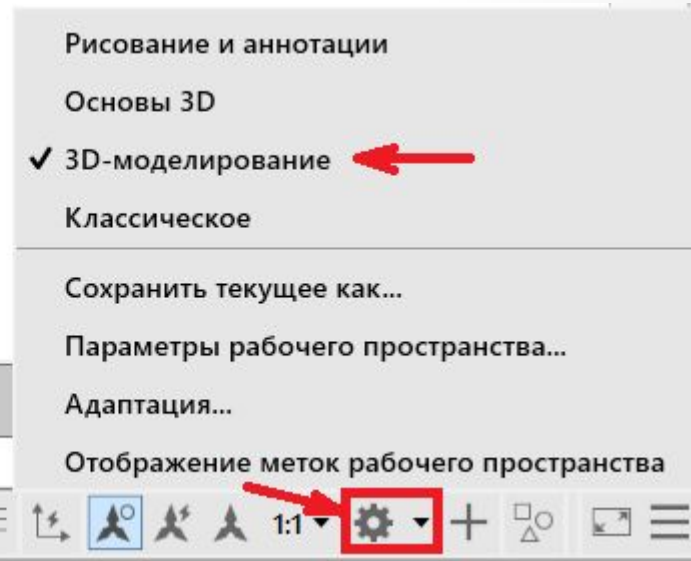 Рисование и аннотации
Основы 3D
3D-моделирование
Классическое
Сохранить текущее как...
Параметры рабочего пространства...
Адаптация...
Отображение меток рабочего пространства
1:1